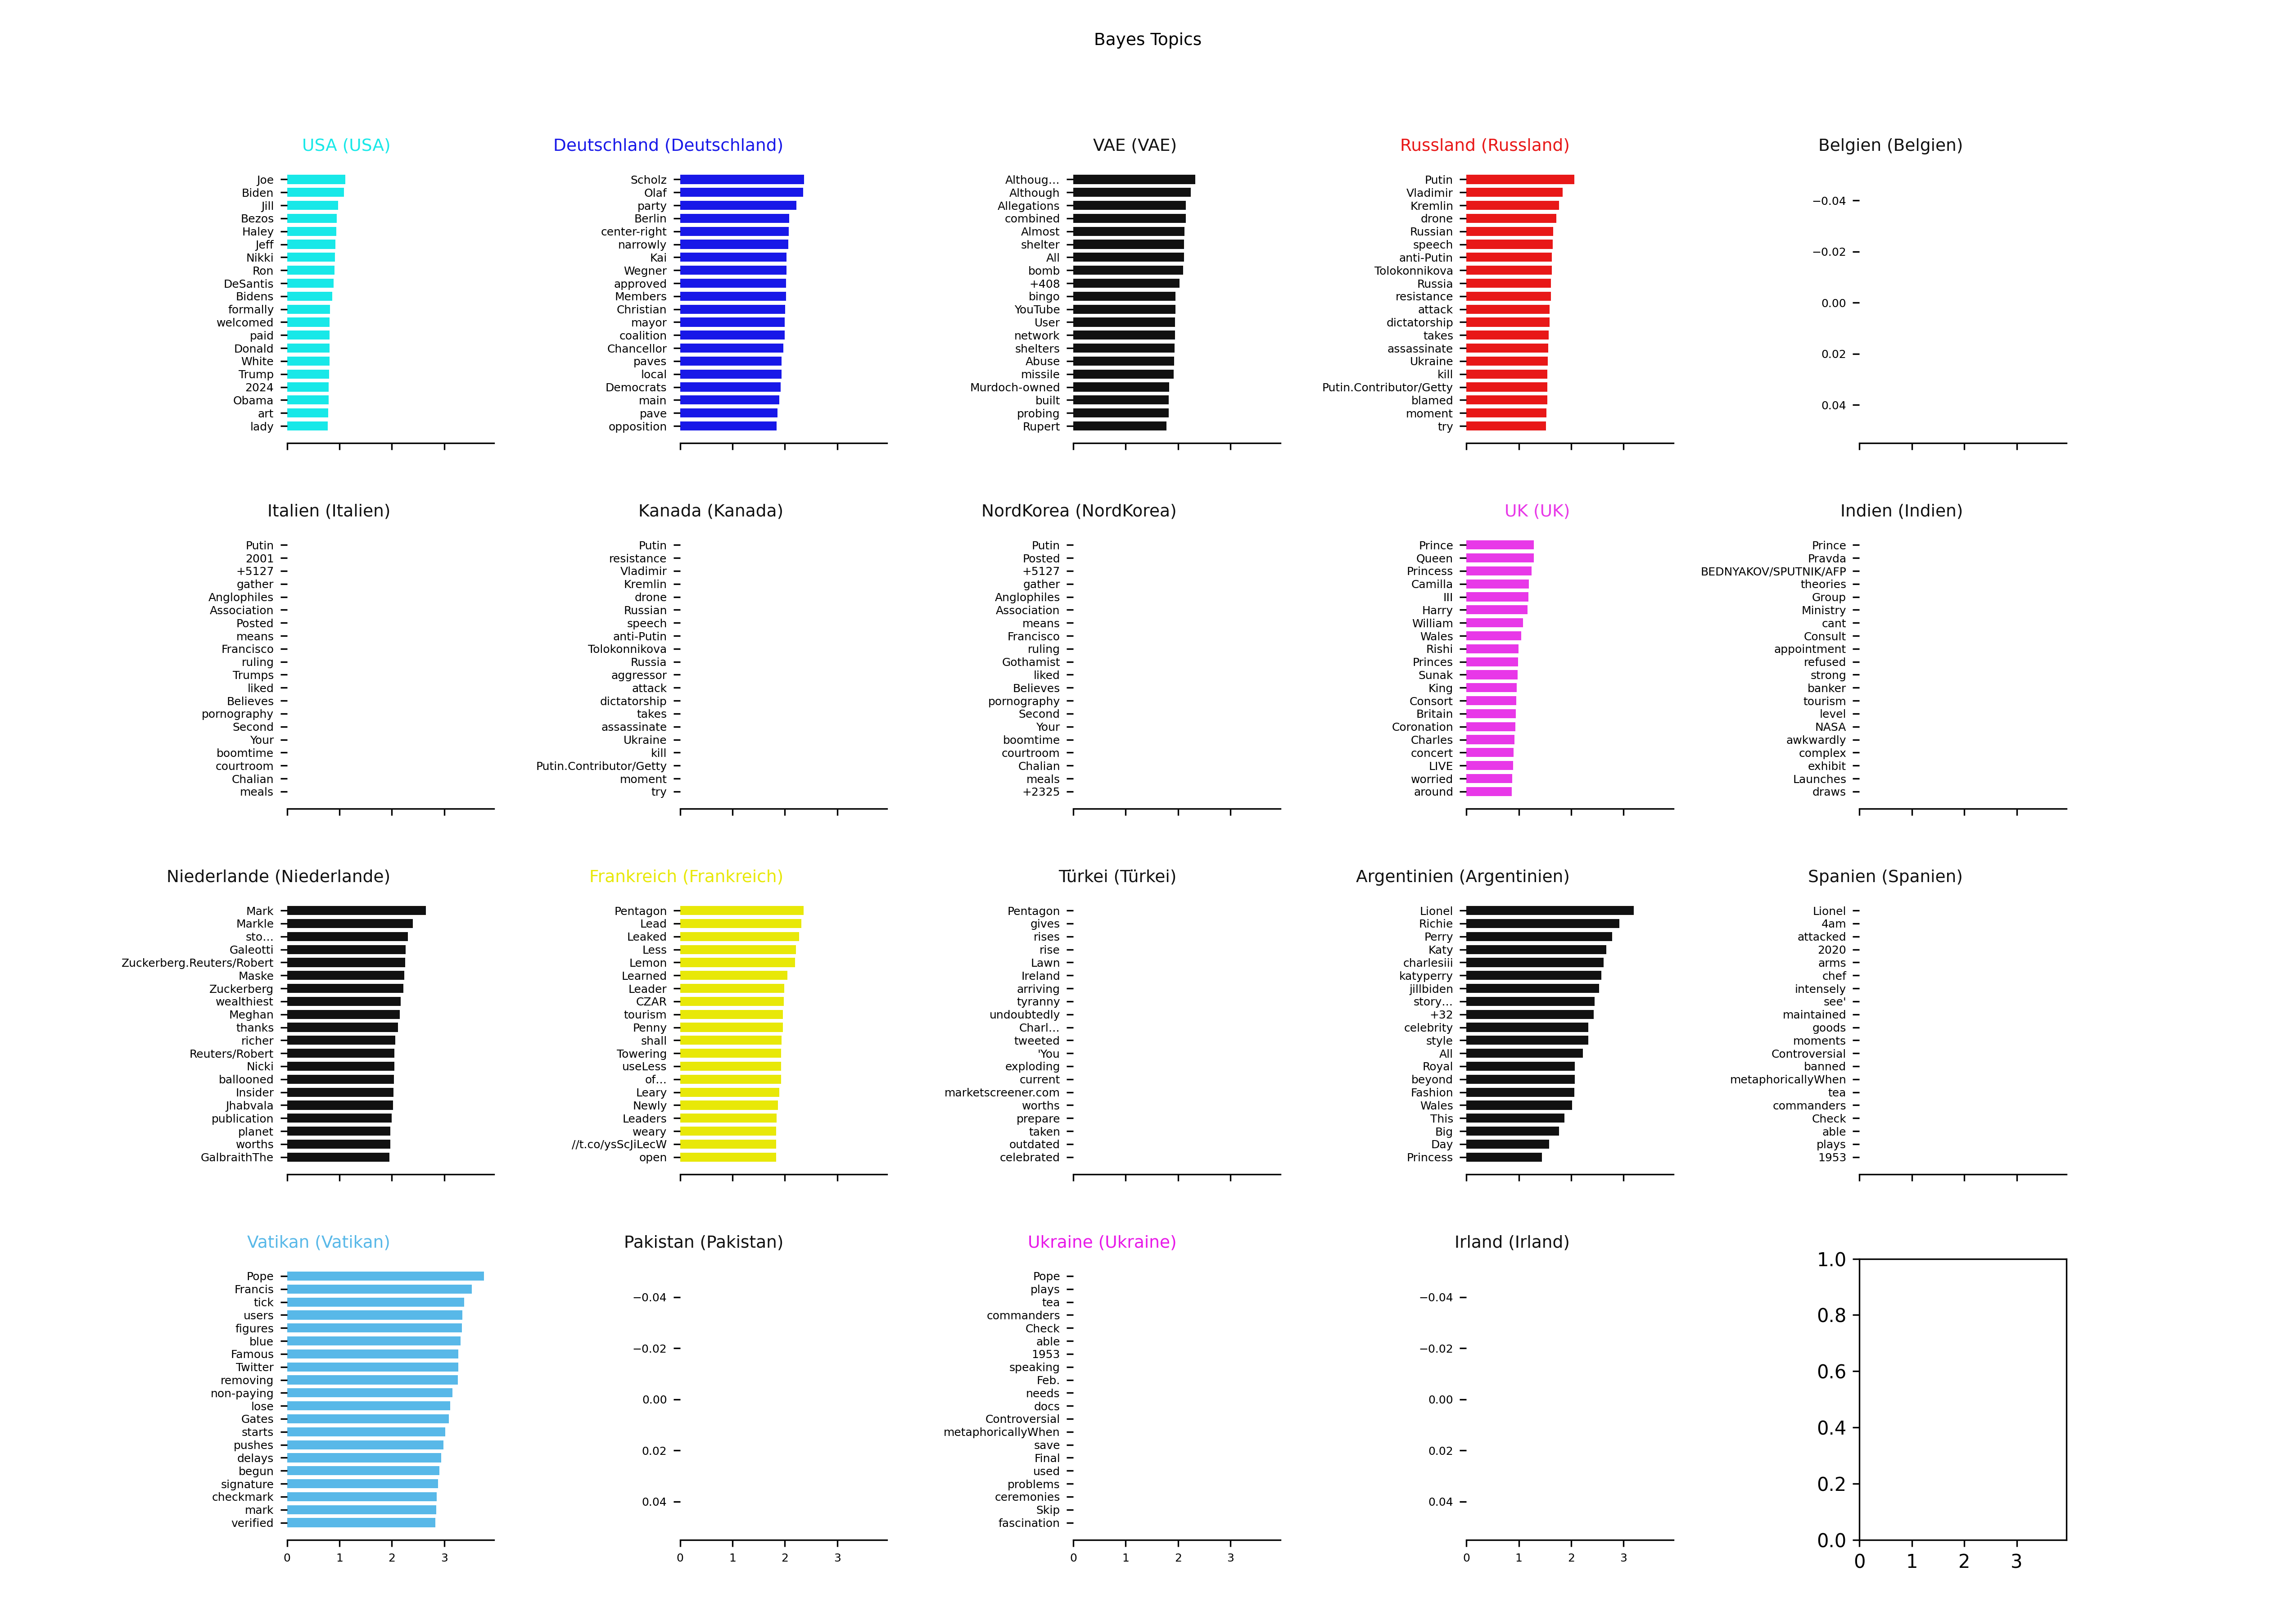 Bayes Topics
USA (USA)
Joe
Biden
Jill
Bezos
Haley
Jeff
Nikki
Ron
DeSantis
Bidens
formally
welcomed
paid
Donald
White
Trump
2024
Obama
art
lady
Deutschland (Deutschland)
Scholz
Olaf
party
Berlin
center-right
narrowly
Kai
Wegner
approved
Members
Christian
mayor
coalition
Chancellor
paves
local
Democrats
main
pave
opposition
VAE (VAE)
Althoug...
Although
Allegations
combined
Almost
shelter
All
bomb
+408
bingo
YouTube
User
network
shelters
Abuse
missile
Murdoch-owned
built
probing
Rupert
Russland (Russland)
Putin
Vladimir
Kremlin
drone
Russian
speech
anti-Putin
Tolokonnikova
Russia
resistance
attack
dictatorship
takes
assassinate
Ukraine
kill
Putin.Contributor/Getty
blamed
moment
try
Belgien (Belgien)
−0.04
−0.02
0.00
0.02
0.04
Italien (Italien)
Putin
2001
+5127
gather
Anglophiles
Association
Posted
means
Francisco
ruling
Trumps
liked
Believes
pornography
Second
Your
boomtime
courtroom
Chalian
meals
Kanada (Kanada)
Putin
resistance
Vladimir
Kremlin
drone
Russian
speech
anti-Putin
Tolokonnikova
Russia
aggressor
attack
dictatorship
takes
assassinate
Ukraine
kill
Putin.Contributor/Getty
moment
try
NordKorea (NordKorea)
Putin
Posted
+5127
gather
Anglophiles
Association
means
Francisco
ruling
Gothamist
liked
Believes
pornography
Second
Your
boomtime
courtroom
Chalian
meals
+2325
UK (UK)
Prince
Queen
Princess
Camilla
III
Harry
William
Wales
Rishi
Princes
Sunak
King
Consort
Britain
Coronation
Charles
concert
LIVE
worried
around
Indien (Indien)
Prince
Pravda
BEDNYAKOV/SPUTNIK/AFP
theories
Group
Ministry
cant
Consult
appointment
refused
strong
banker
tourism
level
NASA
awkwardly
complex
exhibit
Launches
draws
Niederlande (Niederlande)
Mark
Markle
sto...
Galeotti
Zuckerberg.Reuters/Robert
Maske
Zuckerberg
wealthiest
Meghan
thanks
richer
Reuters/Robert
Nicki
ballooned
Insider
Jhabvala
publication
planet
worths
GalbraithThe
Frankreich (Frankreich)
Pentagon
Lead
Leaked
Less
Lemon
Learned
Leader
CZAR
tourism
Penny
shall
Towering
useLess
of...
Leary
Newly
Leaders
weary
//t.co/ysScJiLecW
open
Türkei (Türkei)
Pentagon
gives
rises
rise
Lawn
Ireland
arriving
tyranny
undoubtedly
Charl...
tweeted
'You
exploding
current
marketscreener.com
worths
prepare
taken
outdated
celebrated
Argentinien (Argentinien)
Lionel
Richie
Perry
Katy
charlesiii
katyperry
jillbiden
story...
+32
celebrity
style
All
Royal
beyond
Fashion
Wales
This
Big
Day
Princess
Spanien (Spanien)
Lionel
4am
attacked
2020
arms
chef
intensely
see'
maintained
goods
moments
Controversial
banned
metaphoricallyWhen
tea
commanders
Check
able
plays
1953
Vatikan (Vatikan)
Pope
Francis
tick
users
figures
blue
Famous
Twitter
removing
non-paying
lose
Gates
starts
pushes
delays
begun
signature
checkmark
mark
verified
0 1 2 3
Pakistan (Pakistan)
−0.04
−0.02
0.00
0.02
0.04
0 1 2 3
Ukraine (Ukraine)
Pope
plays
tea
commanders
Check
able
1953
speaking
Feb.
needs
docs
Controversial
metaphoricallyWhen
save
Final
used
problems
ceremonies
Skip
fascination
0 1 2 3
Irland (Irland)
−0.04
−0.02
0.00
0.02
0.04
0 1 2 3
1.0
0.8
0.6
0.4
0.2
0.0
0 1 2 3